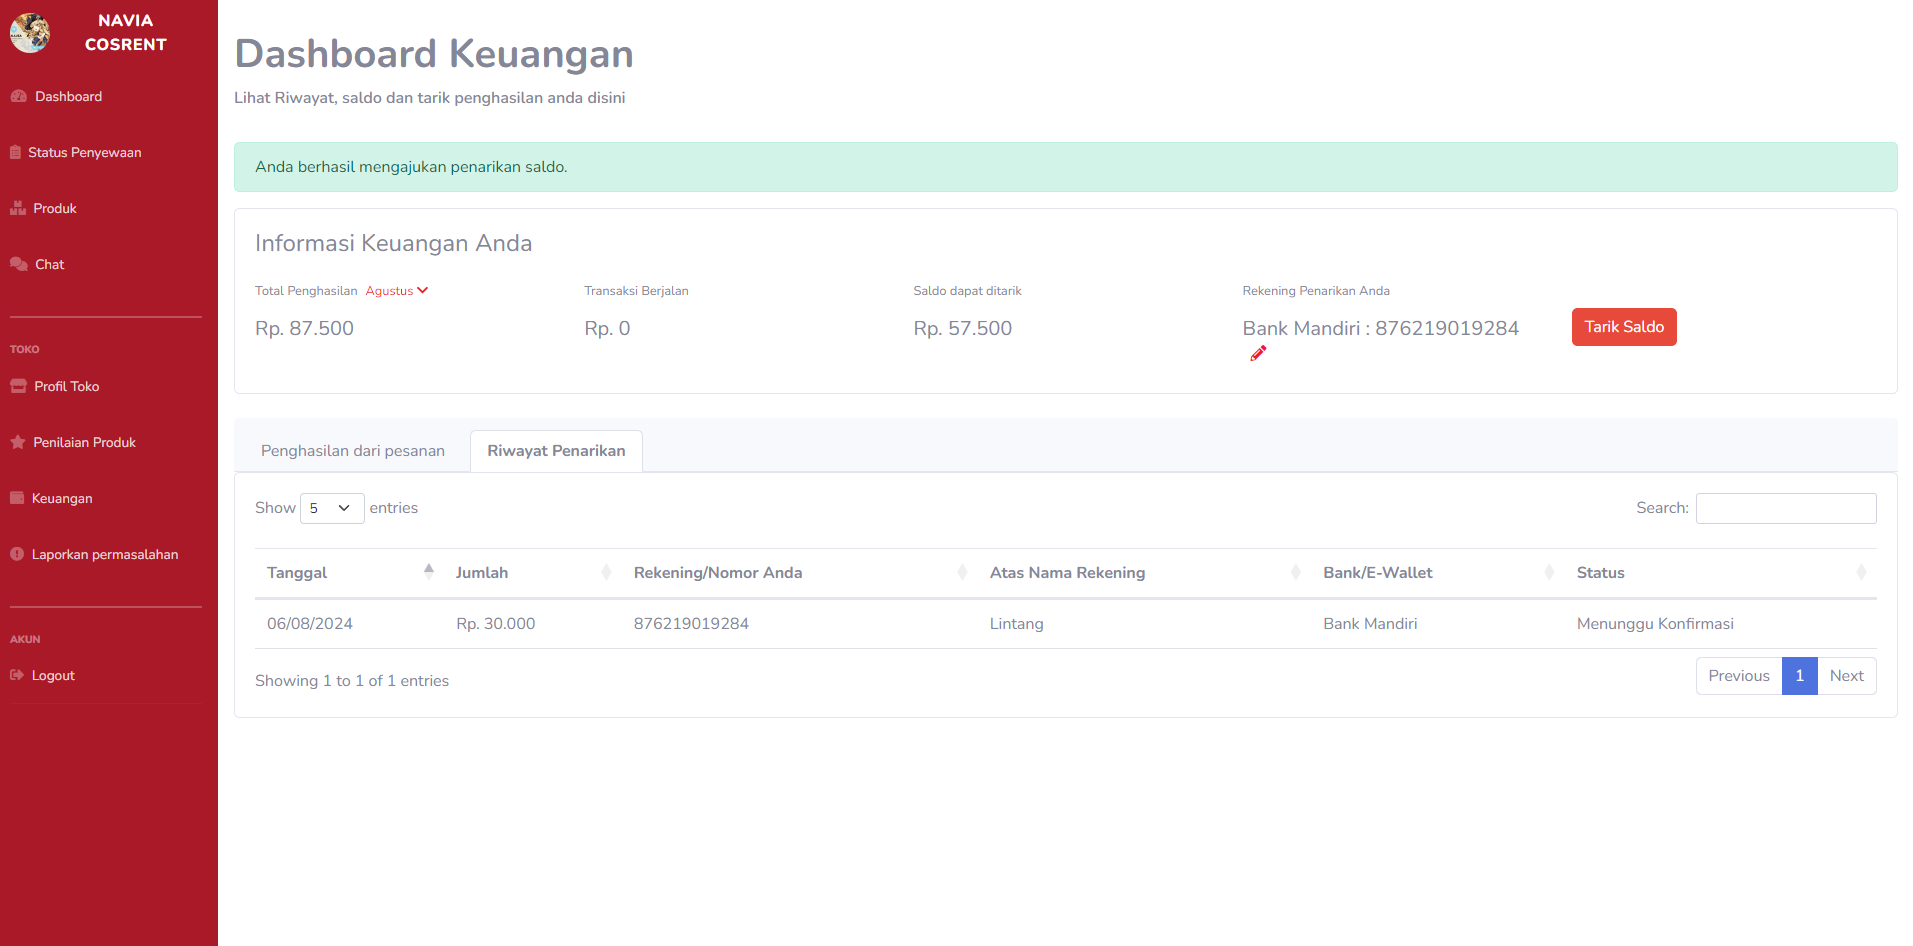 NAVIA
COSRENT
Dashboard
Status Penyewaan
Produk
Chat
TOKO
Profil Toko
Penilaian Produk
Keuangan
Laporkan permasalahan
AKUN
Logout
Dashboard Keuangan
Lihat Riwayat, saldo dan tarik penghasilan anda disini
Anda berhasil mengajukan penarikan saldo.
Informasi Keuangan Anda
Total Penghasilan Agustus
Rp. 87.500
Transaksi Berjalan
Rp. 0
Saldo dapat ditarik
Rp. 57.500
Rekening Penarikan Anda
Bank Mandiri : 876219019284
Tarik Saldo
Penghasilan dari pesanan Riwayat Penarikan
Show 5 entries Search:
Tanggal Jumlah Rekening/Nomor Anda Atas Nama Rekening Bank/E-Wallet Status
06/08/2024 Rp. 30.000 876219019284 Lintang Bank Mandiri Menunggu Konfirmasi
Showing 1 to 1 of 1 entries Previous 1 Next